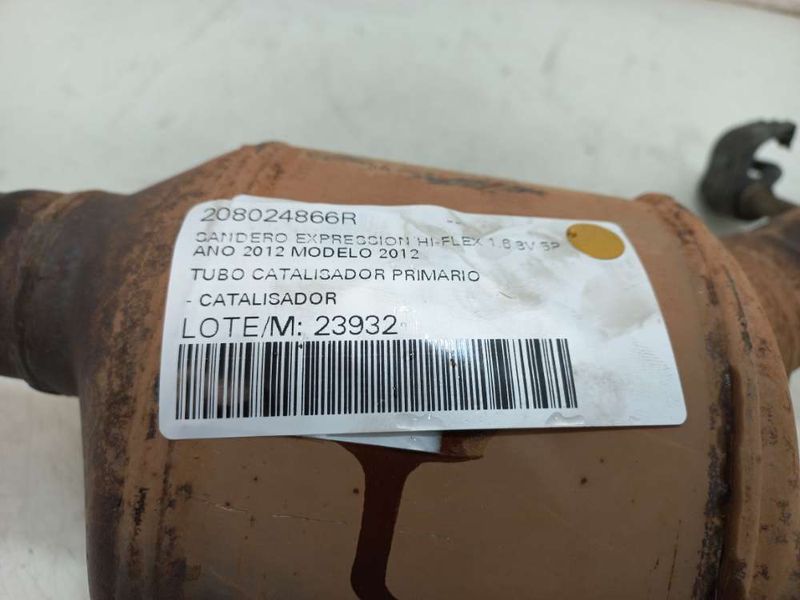 208024866R
SANDERO EXPRESSION HI-FLEX 1.6 8V 5P
ANO 2012 MODELO 2012
TUBO CATALISADOR PRIMARIO
- CATALISADOR
LOTE/M: 23932